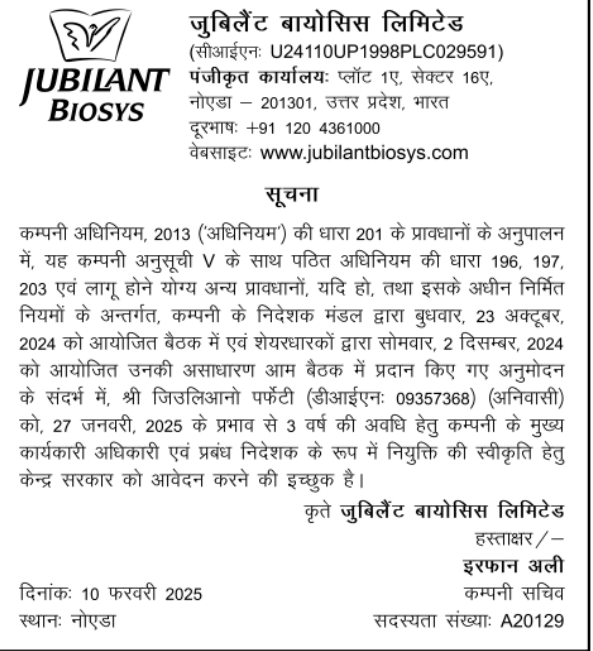 जुबिलैंट बायोसिस लिमिटेड
(सीआईएनः U24110UP1998PLC029591)
पंजीकृत कार्यालयः प्लॉट 1ए, सेक्टर 16ए,
नोएडा – 201301, उत्तर प्रदेश, भारत
दूरभाषः +91 120 4361000
वेबसाइटः www.jubilantbiosys.com
JUBILANT
BIOSYS
सूचना
कम्पनी अधिनियम, 2013 ('अधिनियम') की धारा 201 के प्रावधानों के अनुपालन
में, यह कम्पनी अनुसूची V के साथ पठित अधिनियम की धारा 196, 197,
203 एवं लागू होने योग्य अन्य प्रावधानों, यदि हो, तथा इसके अधीन निर्मित
नियमों के अन्तर्गत, कम्पनी के निदेशक मंडल द्वारा बुधवार, 23 अक्टूबर,
2024 को आयोजित बैठक में एवं शेयरधारकों द्वारा सोमवार, 2 दिसम्बर, 2024
को आयोजित उनकी असाधारण आम बैठक में प्रदान किए गए अनुमोदन
के संदर्भ में, श्री जिउलिआनो पर्फेटी (डीआईएनः 09357368) (अनिवासी)
को, 27 जनवरी, 2025 के प्रभाव से 3 वर्ष की अवधि हेतु कम्पनी के मुख्य
कार्यकारी अधिकारी एवं प्रबंध निदेशक के रूप में नियुक्ति की स्वीकृति हेतु
केन्द्र सरकार को आवेदन करने की इच्छुक है।
कृते जुबिलैंट बायोसिस लिमिटेड
हस्ताक्षर/–
इरफान अली
दिनांकः 10 फरवरी 2025 कम्पनी सचिव
स्थानः नोएडा सदस्यता संख्याः A20129